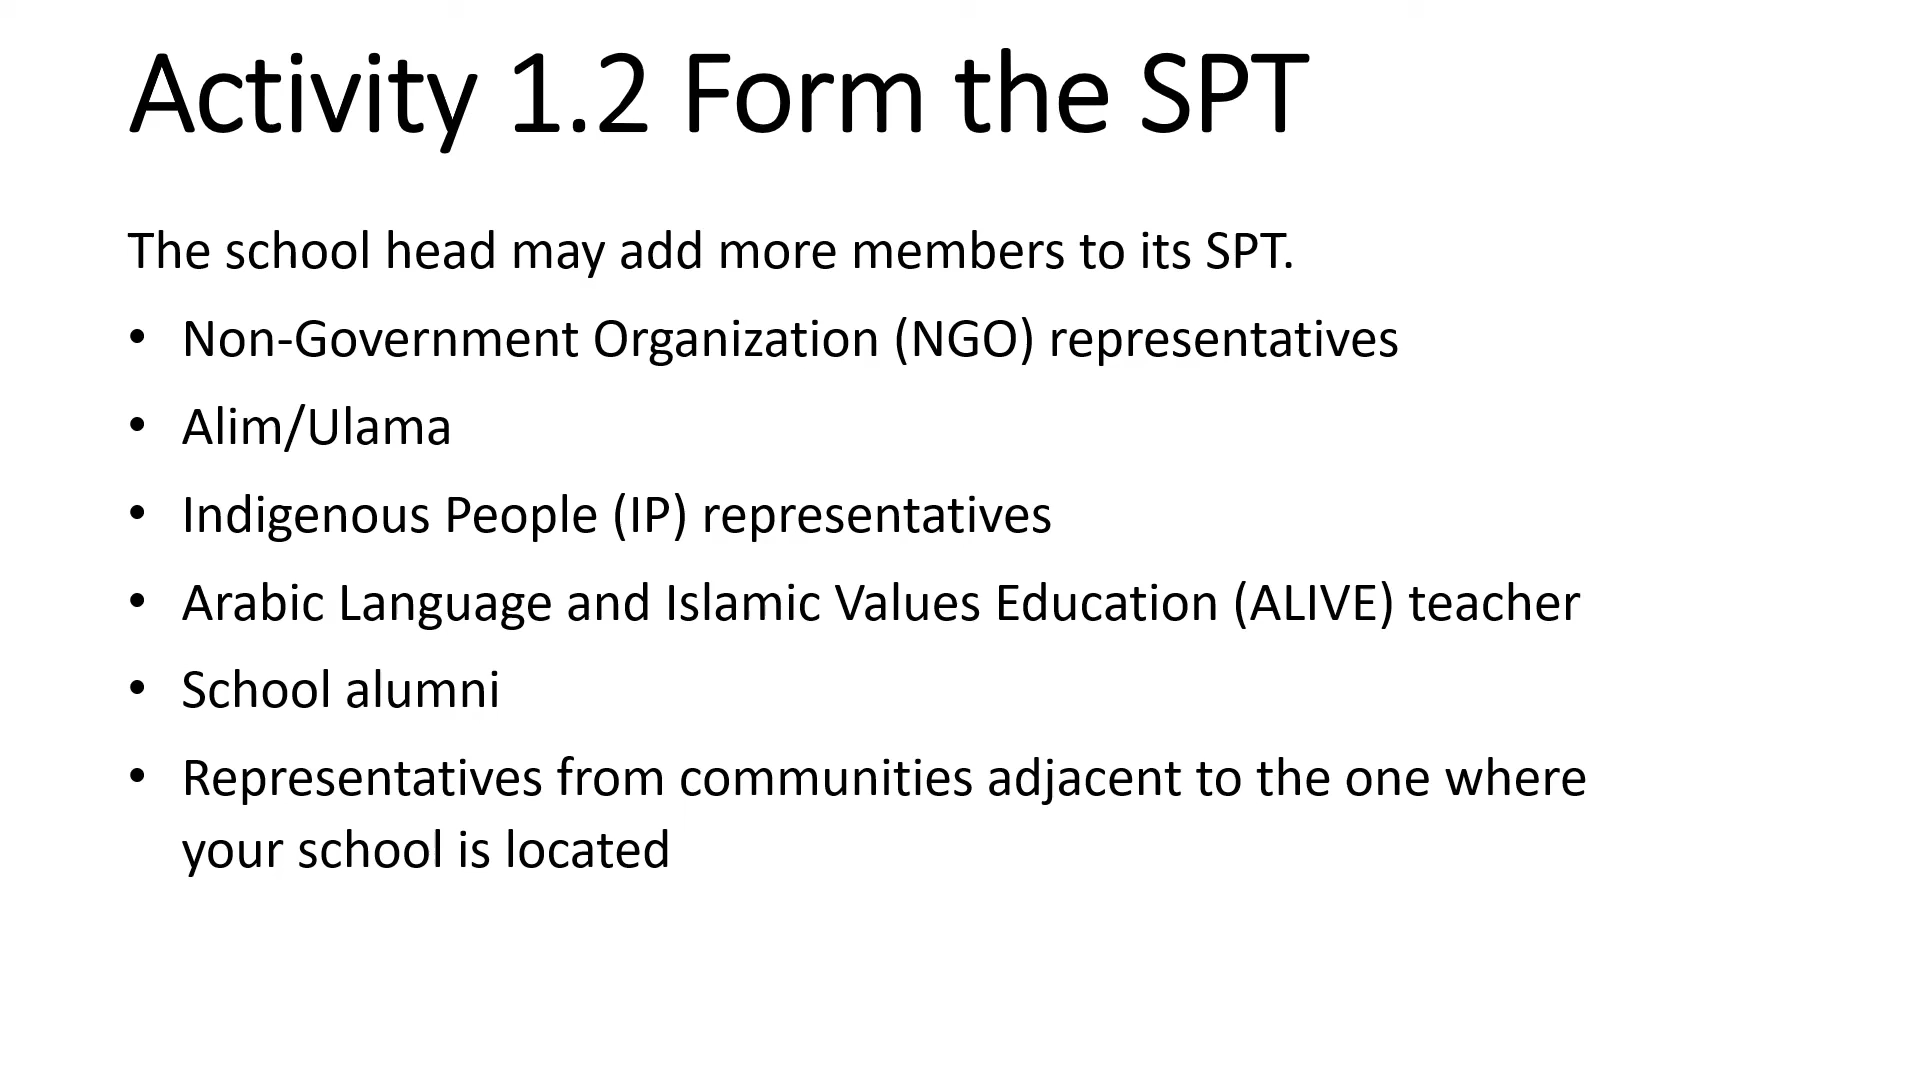 Activity 1.2 Form the SPT
The school head may add more members to its SPT.
• Non-Government Organization (NGO) representatives
• Alim/Ulama
• Indigenous People (IP) representatives
• Arabic Language and Islamic Values Education (ALIVE) teacher
• School alumni
• Representatives from communities adjacent to the one where
your school is located